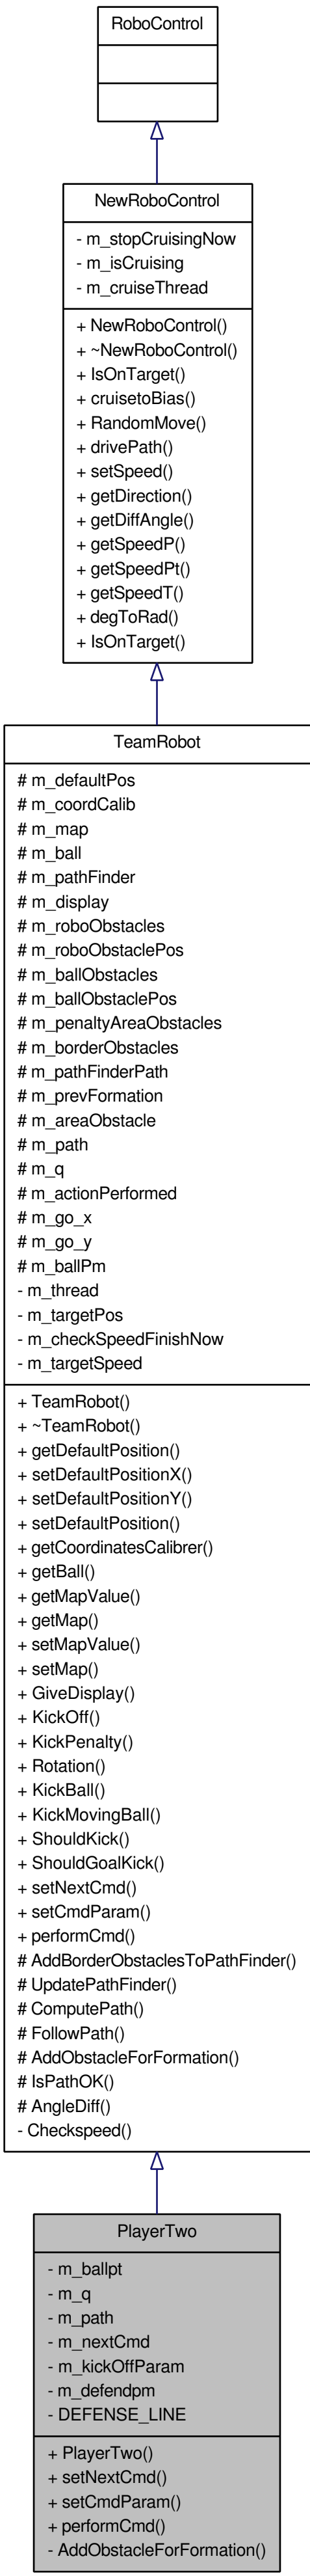 RoboControl
NewRoboControl
- m_stopCruisingNow
- m_isCruising
- m_cruiseThread
+ NewRoboControl()
+ ~NewRoboControl()
+ IsOnTarget()
+ cruisetoBias()
+ RandomMove()
+ drivePath()
+ setSpeed()
+ getDirection()
+ getDiffAngle()
+ getSpeedP()
+ getSpeedPt()
+ getSpeedT()
+ degToRad()
+ IsOnTarget()
TeamRobot
# m_defaultPos
# m_coordCalib
# m_map
# m_ball
# m_pathFinder
# m_display
# m_roboObstacles
# m_roboObstaclePos
# m_ballObstacles
# m_ballObstaclePos
# m_penaltyAreaObstacles
# m_borderObstacles
# m_pathFinderPath
# m_prevFormation
# m_areaObstacle
# m_path
# m_q
# m_actionPerformed
# m_go_x
# m_go_y
# m_ballPm
- m_thread
- m_targetPos
- m_checkSpeedFinishNow
- m_targetSpeed
+ TeamRobot()
+ ~TeamRobot()
+ getDefaultPosition()
+ setDefaultPositionX()
+ setDefaultPositionY()
+ setDefaultPosition()
+ getCoordinatesCalibrer()
+ getBall()
+ getMapValue()
+ getMap()
+ setMapValue()
+ setMap()
+ GiveDisplay()
+ KickOff()
+ KickPenalty()
+ Rotation()
+ KickBall()
+ KickMovingBall()
+ ShouldKick()
+ ShouldGoalKick()
+ setNextCmd()
+ setCmdParam()
+ performCmd()
# AddBorderObstaclesToPathFinder()
# UpdatePathFinder()
# ComputePath()
# FollowPath()
# AddObstacleForFormation()
# IsPathOK()
# AngleDiff()
- Checkspeed()
PlayerTwo
- m_ballpt
- m_q
- m_path
- m_nextCmd
- m_kickOffParam
- m_defendpm
- DEFENSE_LINE
+ PlayerTwo()
+ setNextCmd()
+ setCmdParam()
+ performCmd()
- AddObstacleForFormation()